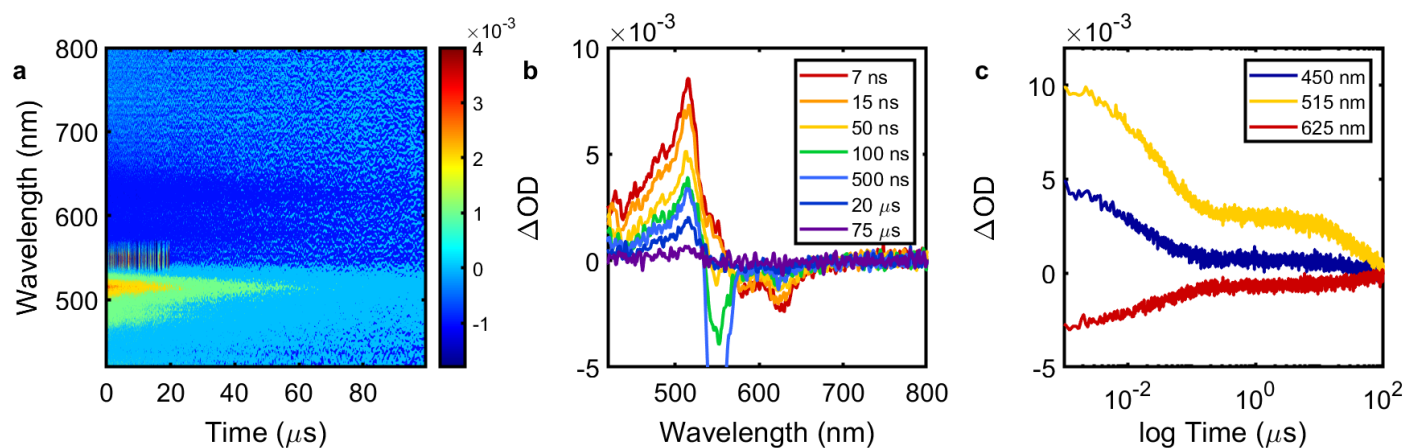 a
Wavelength (nm)
800
700
600
500
0 20 40 60 80
Time (μs)
×10⁻³
4
3
2
1
0
-1
b
×10⁻³
ΔOD
10
5
0
-5
500 600 700 800
Wavelength (nm)
7 ns
15 ns
50 ns
100 ns
500 ns
20 μs
75 μs
c
×10⁻³
ΔOD
10
5
0
-5
10⁻² 10⁰ 10²
log Time (μs)
450 nm
515 nm
625 nm